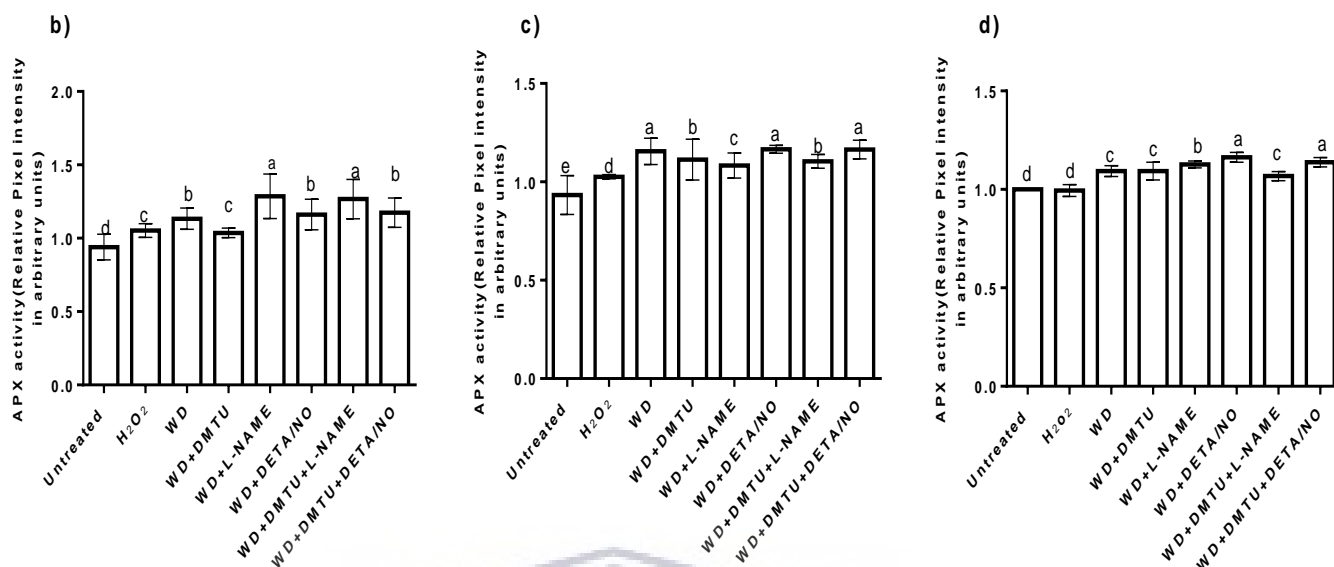 b)
APX activity(Relative Pixel intensity
in arbitrary units)
2.0
1.5
1.0
0.5
0.0
d
c
b
c
a
b
a
b
Untreated
H₂O₂
WD
WD+DMTU
WD+L-NAME
WD+DETA/NO
WD+DMTU+L-NAME
WD+DMTU+DETA/NO
c)
APX activity(Relative Pixel intensity
in arbitrary units)
1.5
1.0
0.5
0.0
e
d
a
b
c
a
b
a
Untreated
H₂O₂
WD
WD+DMTU
WD+L-NAME
WD+DETA/NO
WD+DMTU+L-NAME
WD+DMTU+DETA/NO
d)
APX activity(Relative Pixel intensity
in arbitrary units)
1.5
1.0
0.5
0.0
d
d
c
c
b
a
c
a
Untreated
H₂O₂
WD
WD+DMTU
WD+L-NAME
WD+DETA/NO
WD+DMTU+L-NAME
WD+DMTU+DETA/NO